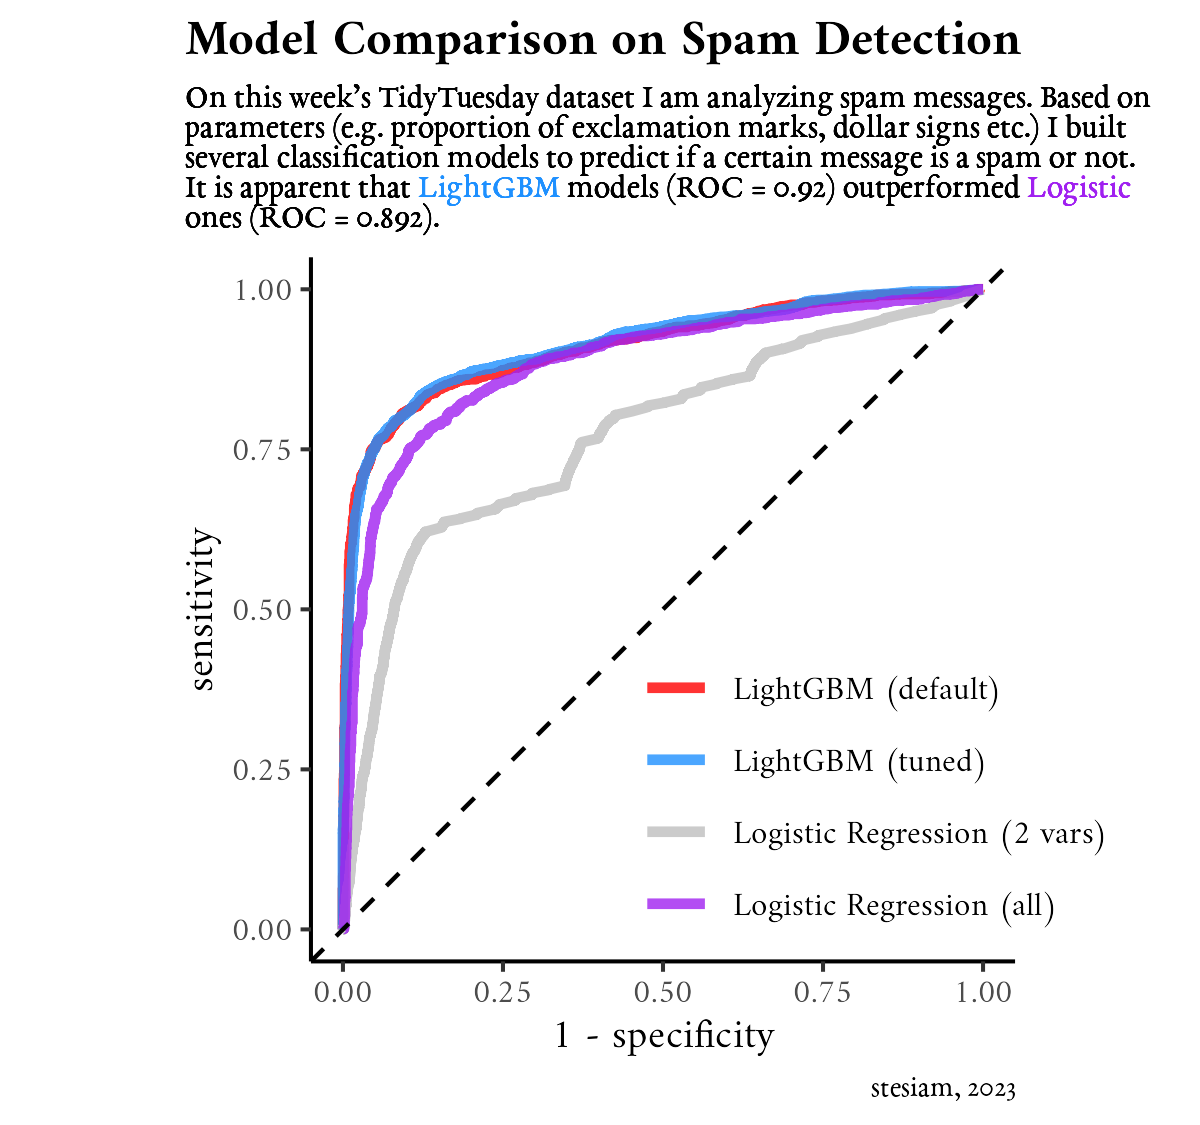 Model Comparison on Spam Detection
On this week's TidyTuesday dataset I am analyzing spam messages. Based on
parameters (e.g. proportion of exclamation marks, dollar signs etc.) I built
several classification models to predict if a certain message is a spam or not.
It is apparent that LightGBM models (ROC = 0.92) outperformed Logistic
ones (ROC = 0.892).
1.00
0.75
0.50
0.25
0.00
sensitivity
LightGBM (default)
LightGBM (tuned)
Logistic Regression (2 vars)
Logistic Regression (all)
0.00 0.25 0.50 0.75 1.00
1 - specificity
stesiam, 2023